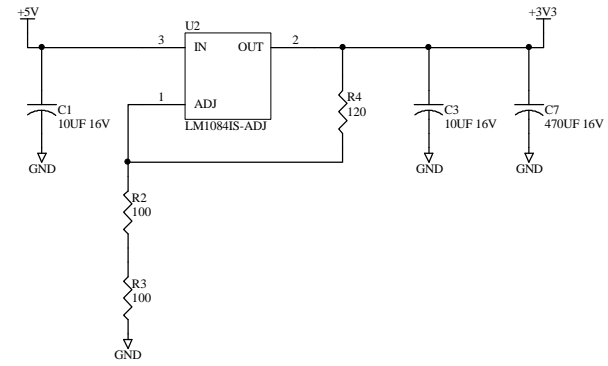 +5V
+3V3
U2
3
IN
OUT
2
1
ADJ
LM1084IS-ADJ
C1
10UF 16V
R4
120
C3
10UF 16V
C7
470UF 16V
GND
GND
GND
R2
100
R3
100
GND